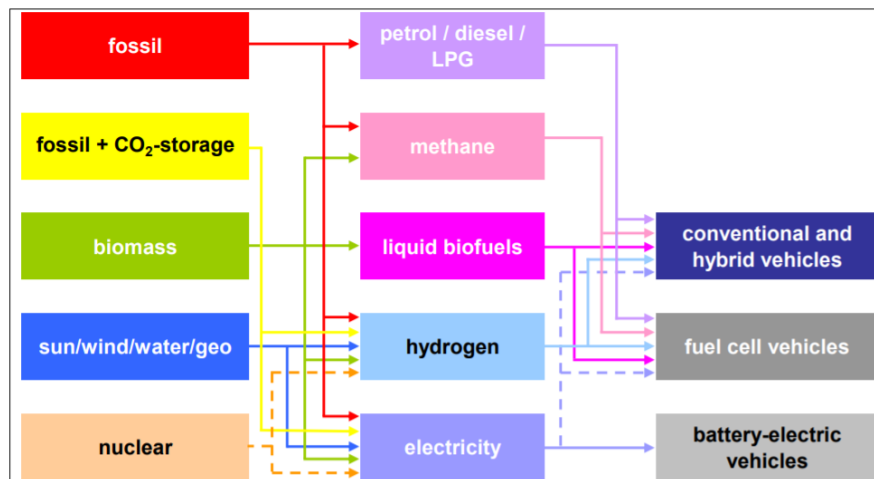 fossil
petrol / diesel /
LPG
fossil + CO₂-storage
methane
biomass
liquid biofuels
conventional and
hybrid vehicles
sun/wind/water/geo
hydrogen
fuel cell vehicles
nuclear
electricity
battery-electric
vehicles